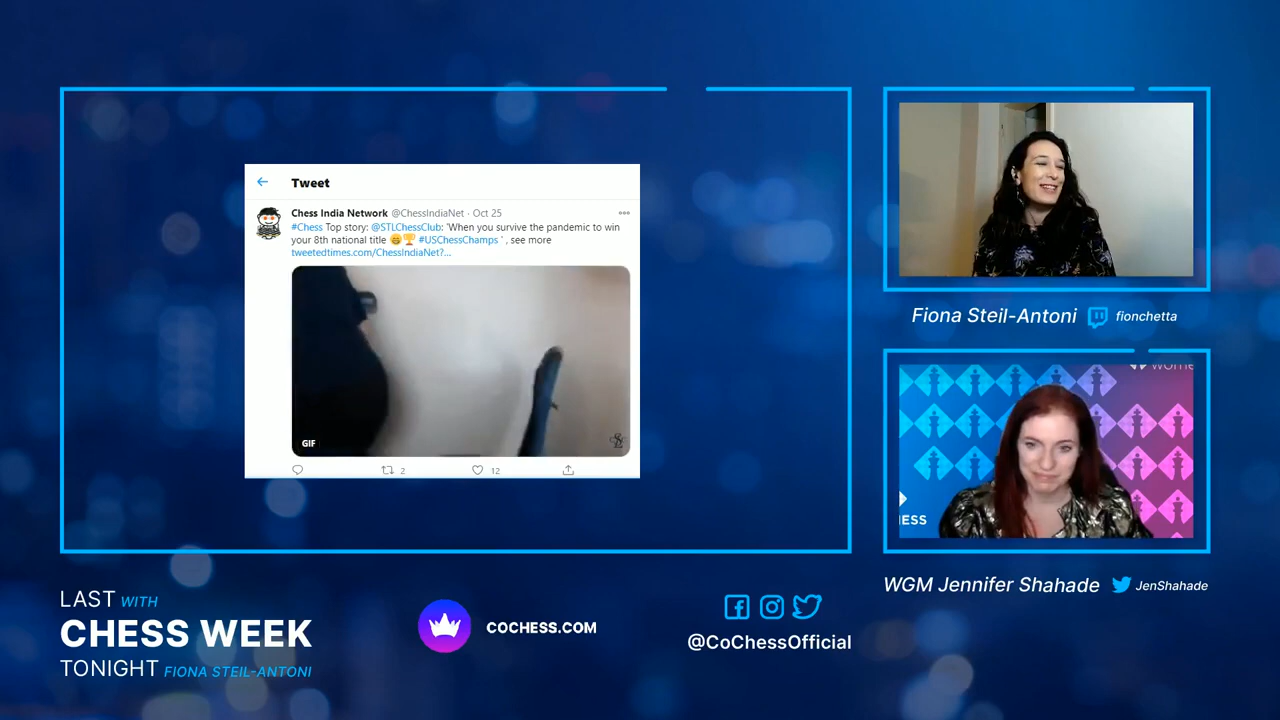 Tweet
Chess India Network @ChessIndiaNet · Oct 25
#Chess Top story: @STLChessClub: 'When you survive the pandemic to win
your 8th national title 😁🏆 #USChessChamps ' , see more
tweetedtimes.com/ChessIndiaNet?...
GIF
2
12
Fiona Steil-Antoni fionchetta
ESS
WGM Jennifer Shahade JenShahade
LAST WITH
CHESS WEEK
TONIGHT FIONA STEIL-ANTONI
COCHESS.COM
@CoChessOfficial